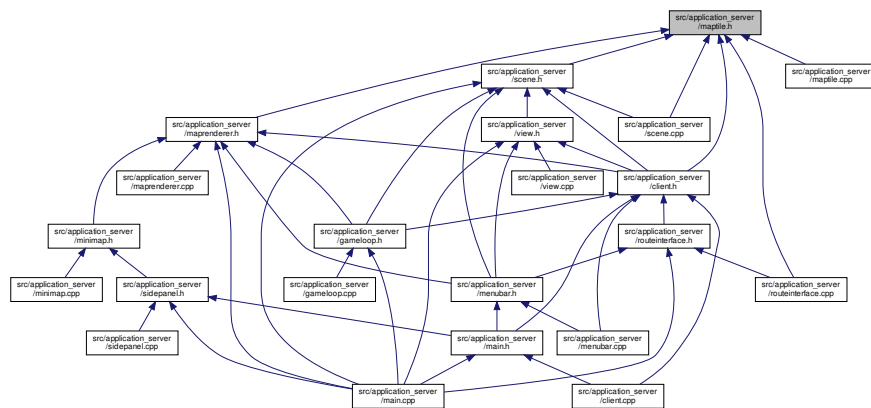 src/application_server
/maptile.h
src/application_server
/scene.h
src/application_server
/maptile.cpp
src/application_server
/maprenderer.h
src/application_server
/view.h
src/application_server
/scene.cpp
src/application_server
/maprenderer.cpp
src/application_server
/view.cpp
src/application_server
/client.h
src/application_server
/minimap.h
src/application_server
/gameloop.h
src/application_server
/routeinterface.h
src/application_server
/minimap.cpp
src/application_server
/sidepanel.h
src/application_server
/gameloop.cpp
src/application_server
/menubar.h
src/application_server
/routeinterface.cpp
src/application_server
/sidepanel.cpp
src/application_server
/main.h
src/application_server
/menubar.cpp
src/application_server
/main.cpp
src/application_server
/client.cpp